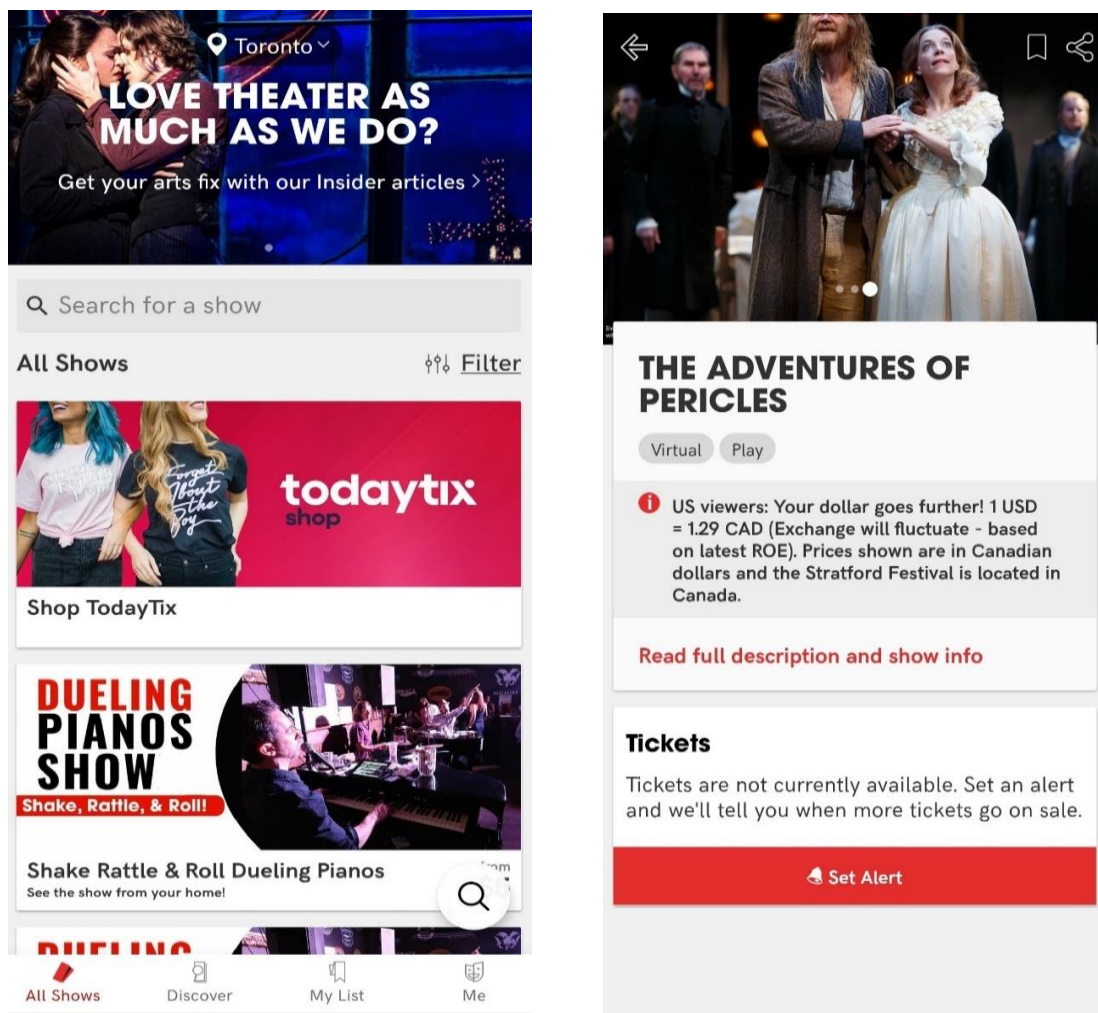 Toronto
LOVE THEATER AS
MUCH AS WE DO?
Get your arts fix with our Insider articles >
Search for a show
All Shows
Filter
Forget
About
the
Boy
todaytix
shop
Shop TodayTix
DUELING
PIANOS
SHOW
Shake, Rattle, & Roll!
Shake Rattle & Roll Dueling Pianos
See the show from your home!
DUELING
All Shows
Discover
My List
Me
THE ADVENTURES OF
PERICLES
Virtual
Play
US viewers: Your dollar goes further! 1 USD
= 1.29 CAD (Exchange will fluctuate - based
on latest ROE). Prices shown are in Canadian
dollars and the Stratford Festival is located in
Canada.
Read full description and show info
Tickets
Tickets are not currently available. Set an alert
and we'll tell you when more tickets go on sale.
Set Alert